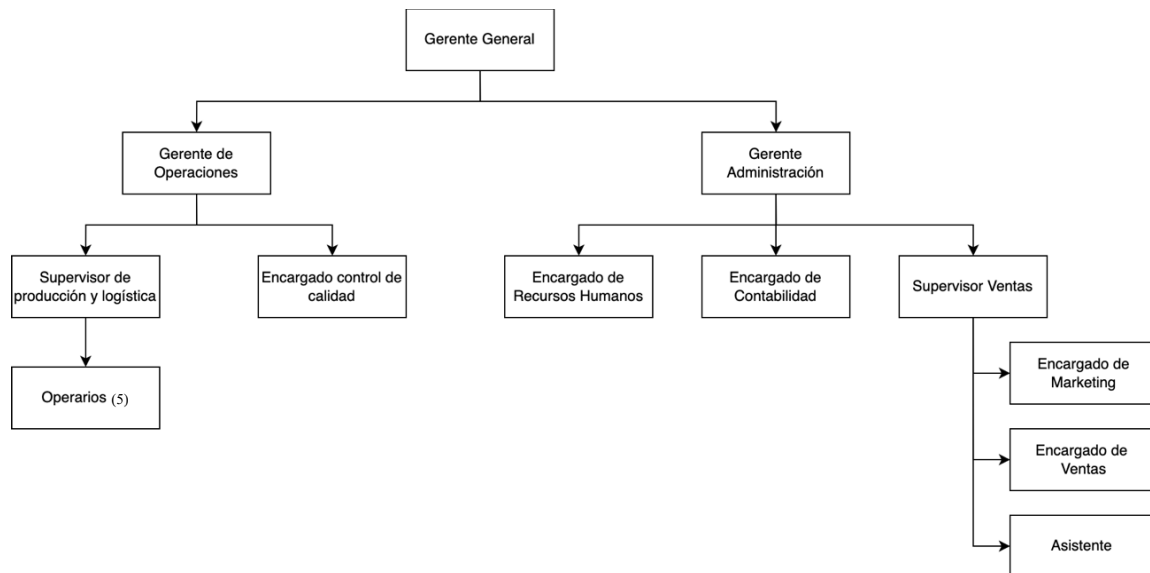 Gerente General
Gerente de
Operaciones
Gerente
Administración
Supervisor de
producción y logística
Encargado control de
calidad
Encargado de
Recursos Humanos
Encargado de
Contabilidad
Supervisor Ventas
Operarios (5)
Encargado de
Marketing
Encargado de
Ventas
Asistente